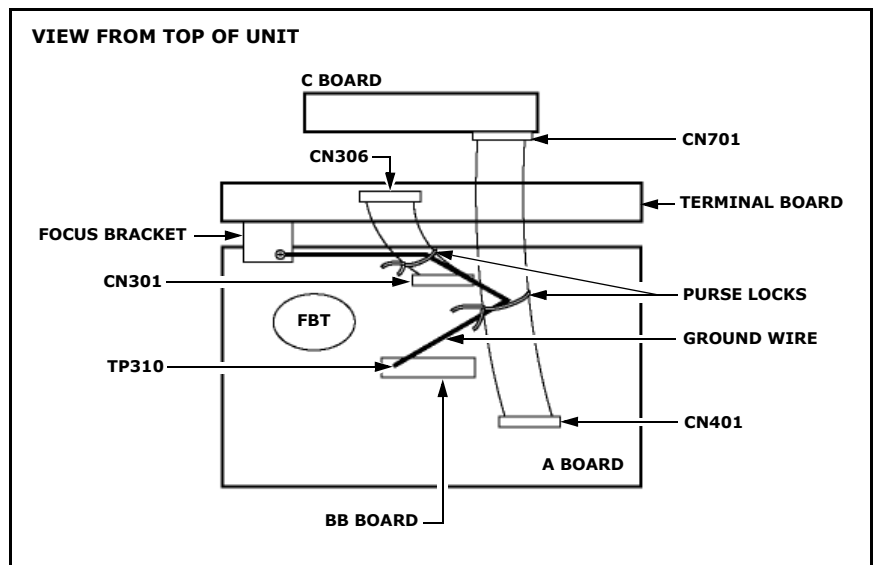 VIEW FROM TOP OF UNIT
C BOARD
CN701
CN306
TERMINAL BOARD
FOCUS BRACKET
CN301
PURSE LOCKS
FBT
GROUND WIRE
TP310
CN401
A BOARD
BB BOARD